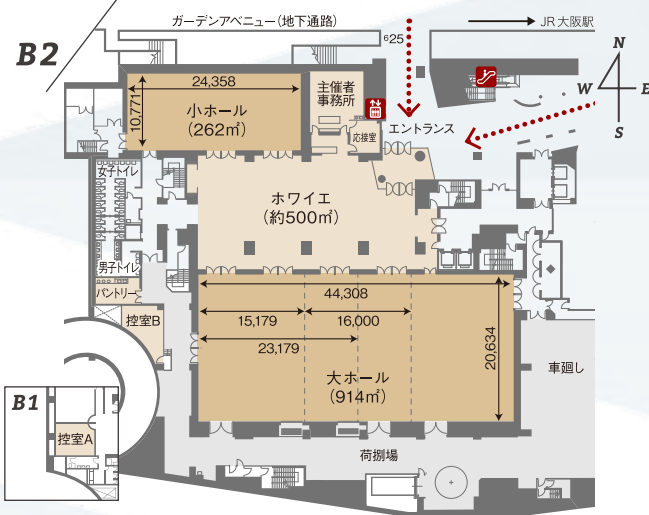 B2
ガーデンアベニュー(地下通路)
625
JR大阪駅
N
W E
S
24,358
10,771
小ホール
(262㎡)
主催者
事務所
応接室
エントランス
女子トイレ
ホワイエ
(約500㎡)
男子トイレ
パントリー
控室B
44,308
15,179
16,000
23,179
20,634
大ホール
(914㎡)
車廻し
B1
控室A
荷捌場